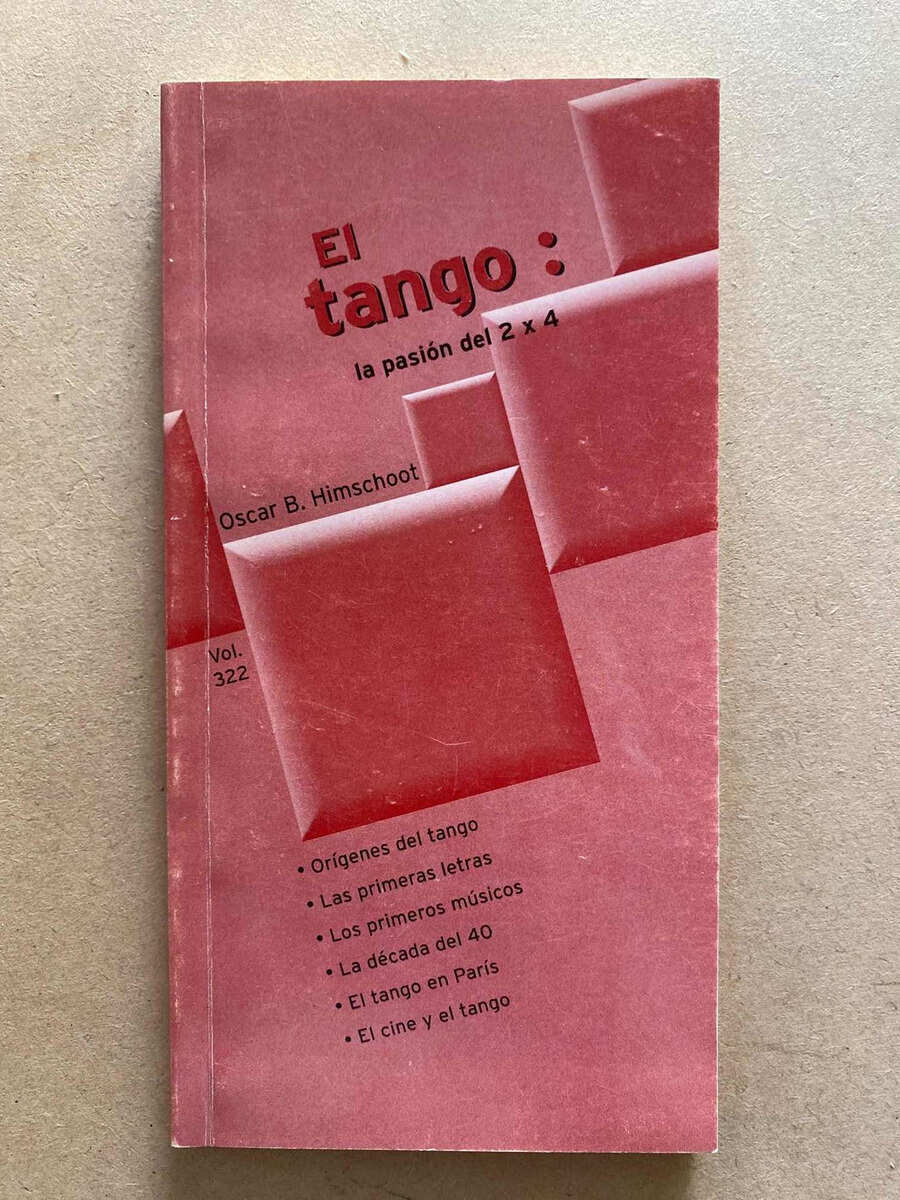 El
tango :
la pasión del 2 x 4
Oscar B. Himschoot
Vol.
322
• Orígenes del tango
• Las primeras letras
• Los primeros músicos
• La década del 40
• El tango en París
• El cine y el tango